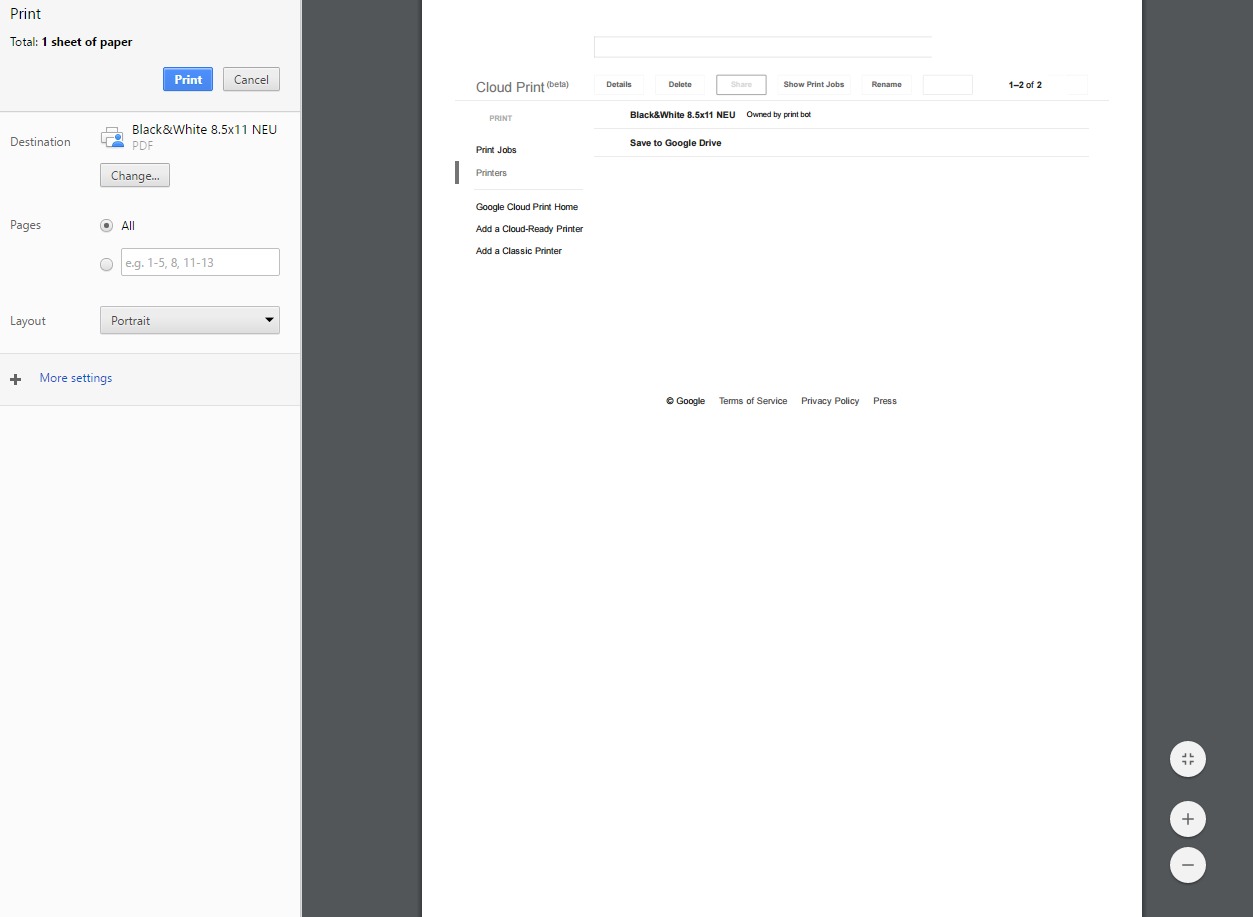 Print
Total: 1 sheet of paper
Print Cancel
Destination
Black&White 8.5x11 NEU
PDF
Change...
Pages
All
e.g. 1-5, 8, 11-13
Layout
Portrait
More settings
Cloud Print (beta)
Details Delete Share Show Print Jobs Rename 1–2 of 2
PRINT
Print Jobs
Printers
Google Cloud Print Home
Add a Cloud-Ready Printer
Add a Classic Printer
Black&White 8.5x11 NEU Owned by print bot
Save to Google Drive
© Google Terms of Service Privacy Policy Press